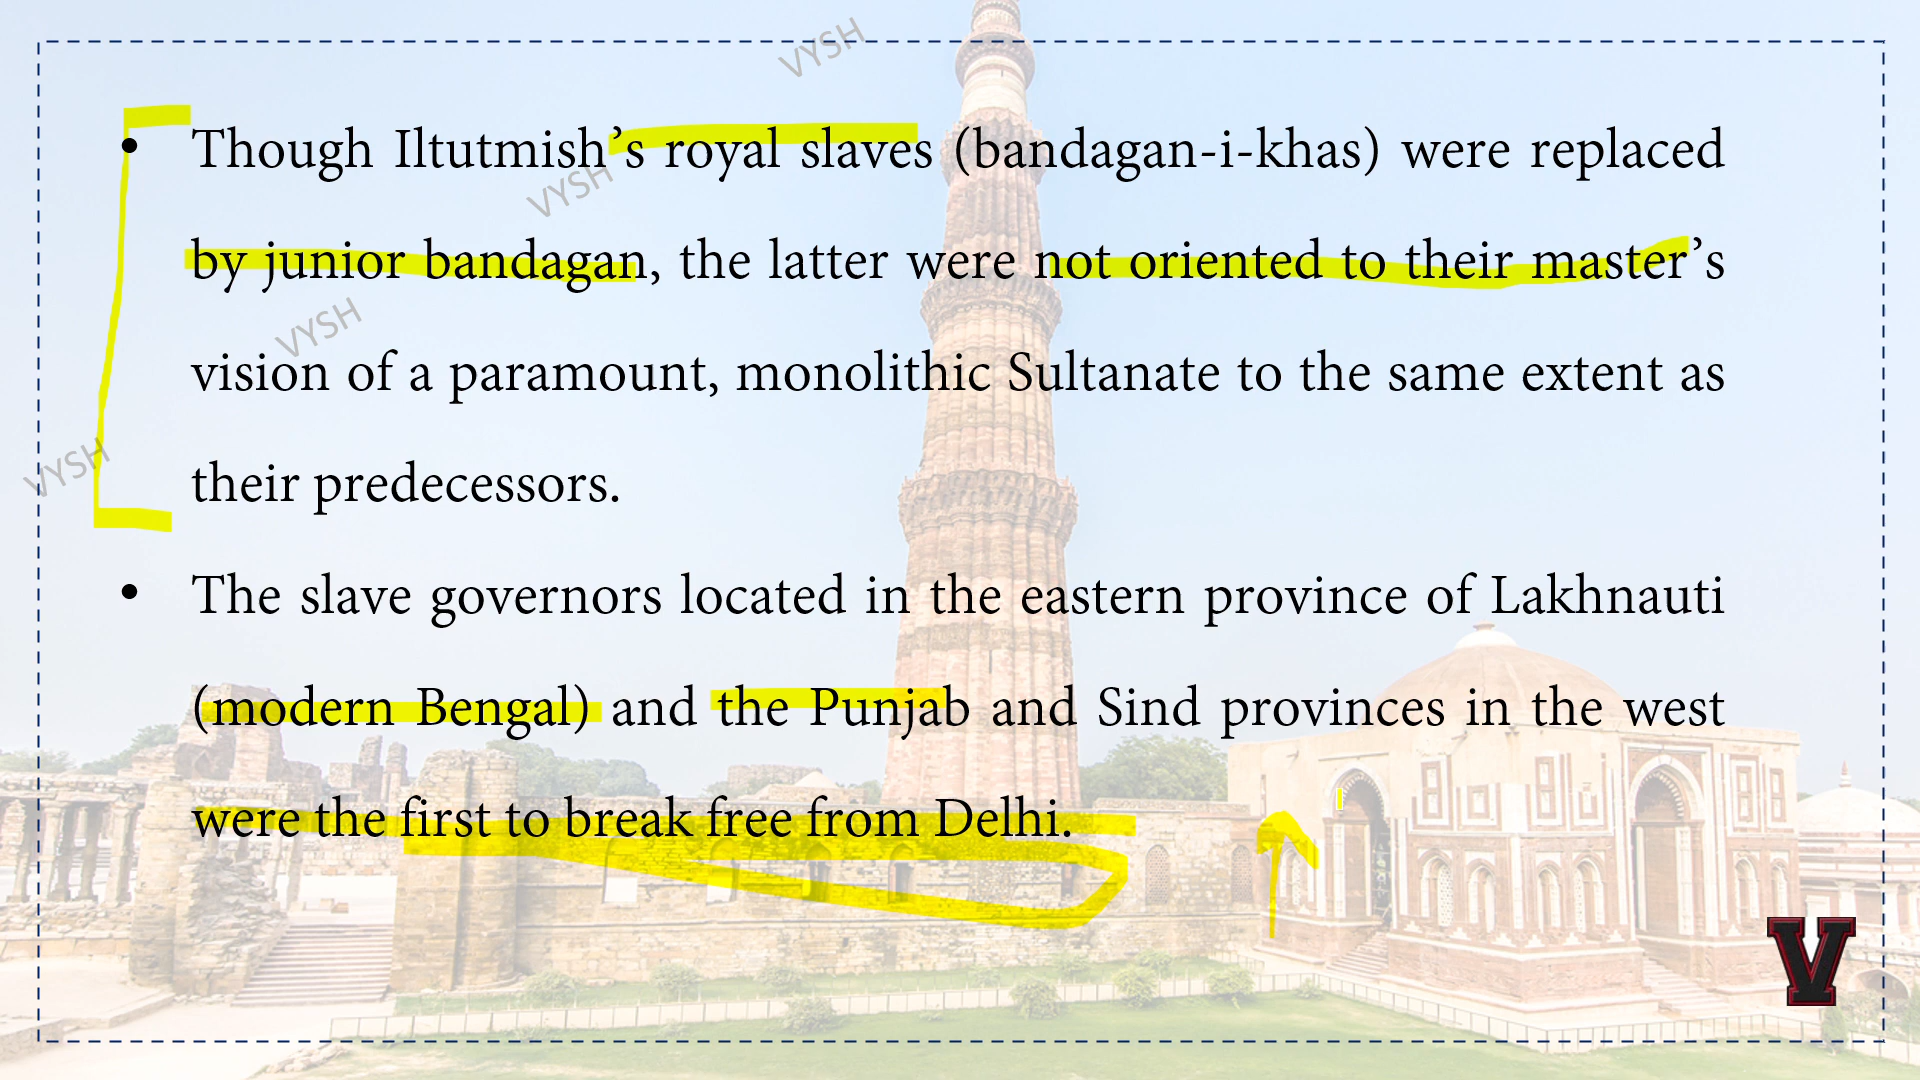 VYSH
• Though Iltutmish’s royal slaves (bandagan-i-khas) were replaced
VYSH
by junior bandagan, the latter were not oriented to their master’s
VYSH
vision of a paramount, monolithic Sultanate to the same extent as
VYSH
their predecessors.
• The slave governors located in the eastern province of Lakhnauti
(modern Bengal) and the Punjab and Sind provinces in the west
were the first to break free from Delhi.
V